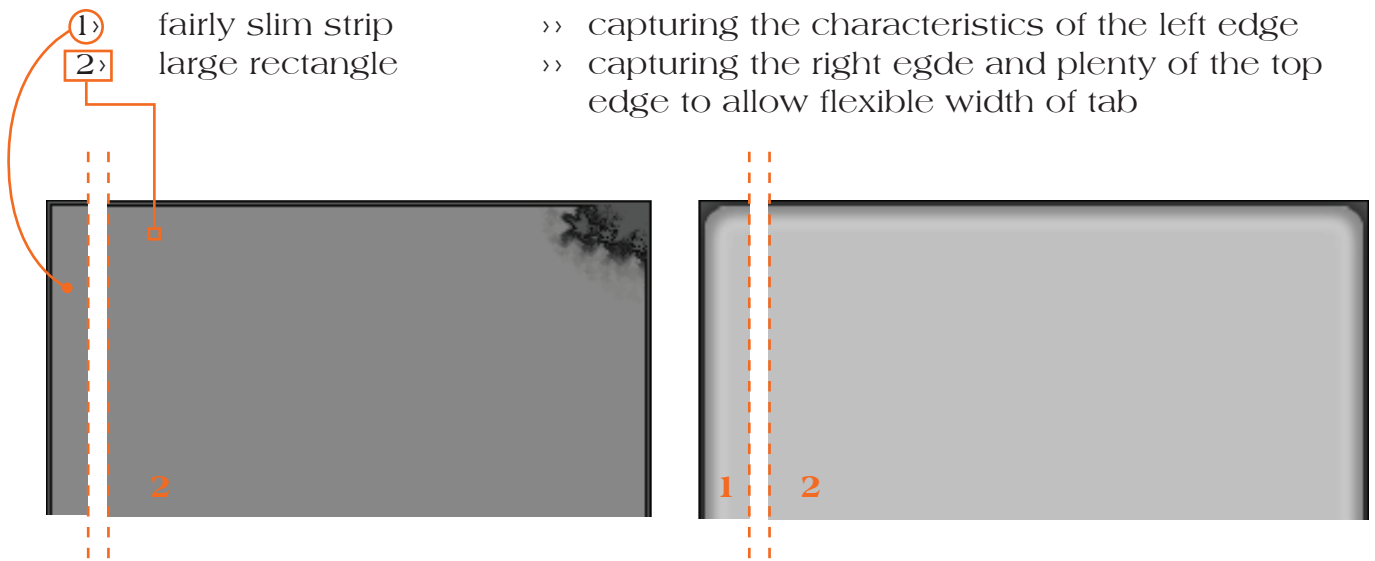 1› fairly slim strip ›› capturing the characteristics of the left edge
2› large rectangle ›› capturing the right egde and plenty of the top
edge to allow flexible width of tab
2
1 2